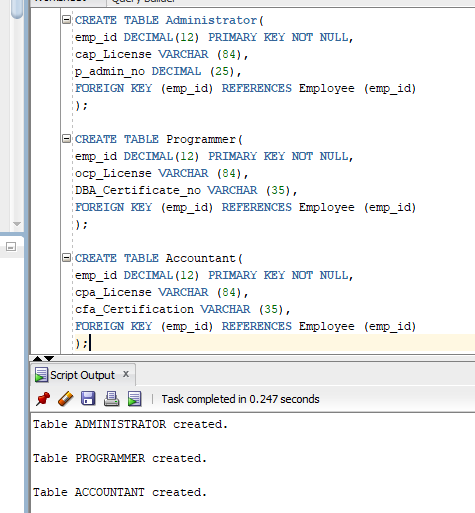 CREATE TABLE Administrator(
emp_id DECIMAL(12) PRIMARY KEY NOT NULL,
cap_License VARCHAR (84),
p_admin_no DECIMAL (25),
FOREIGN KEY (emp_id) REFERENCES Employee (emp_id)
);
CREATE TABLE Programmer(
emp_id DECIMAL(12) PRIMARY KEY NOT NULL,
ocp_License VARCHAR (84),
DBA_Certificate_no VARCHAR (35),
FOREIGN KEY (emp_id) REFERENCES Employee (emp_id)
);
CREATE TABLE Accountant(
emp_id DECIMAL(12) PRIMARY KEY NOT NULL,
cpa_License VARCHAR (84),
cfa_Certification VARCHAR (35),
FOREIGN KEY (emp_id) REFERENCES Employee (emp_id)
);
Script Output x
Task completed in 0.247 seconds
Table ADMINISTRATOR created.
Table PROGRAMMER created.
Table ACCOUNTANT created.